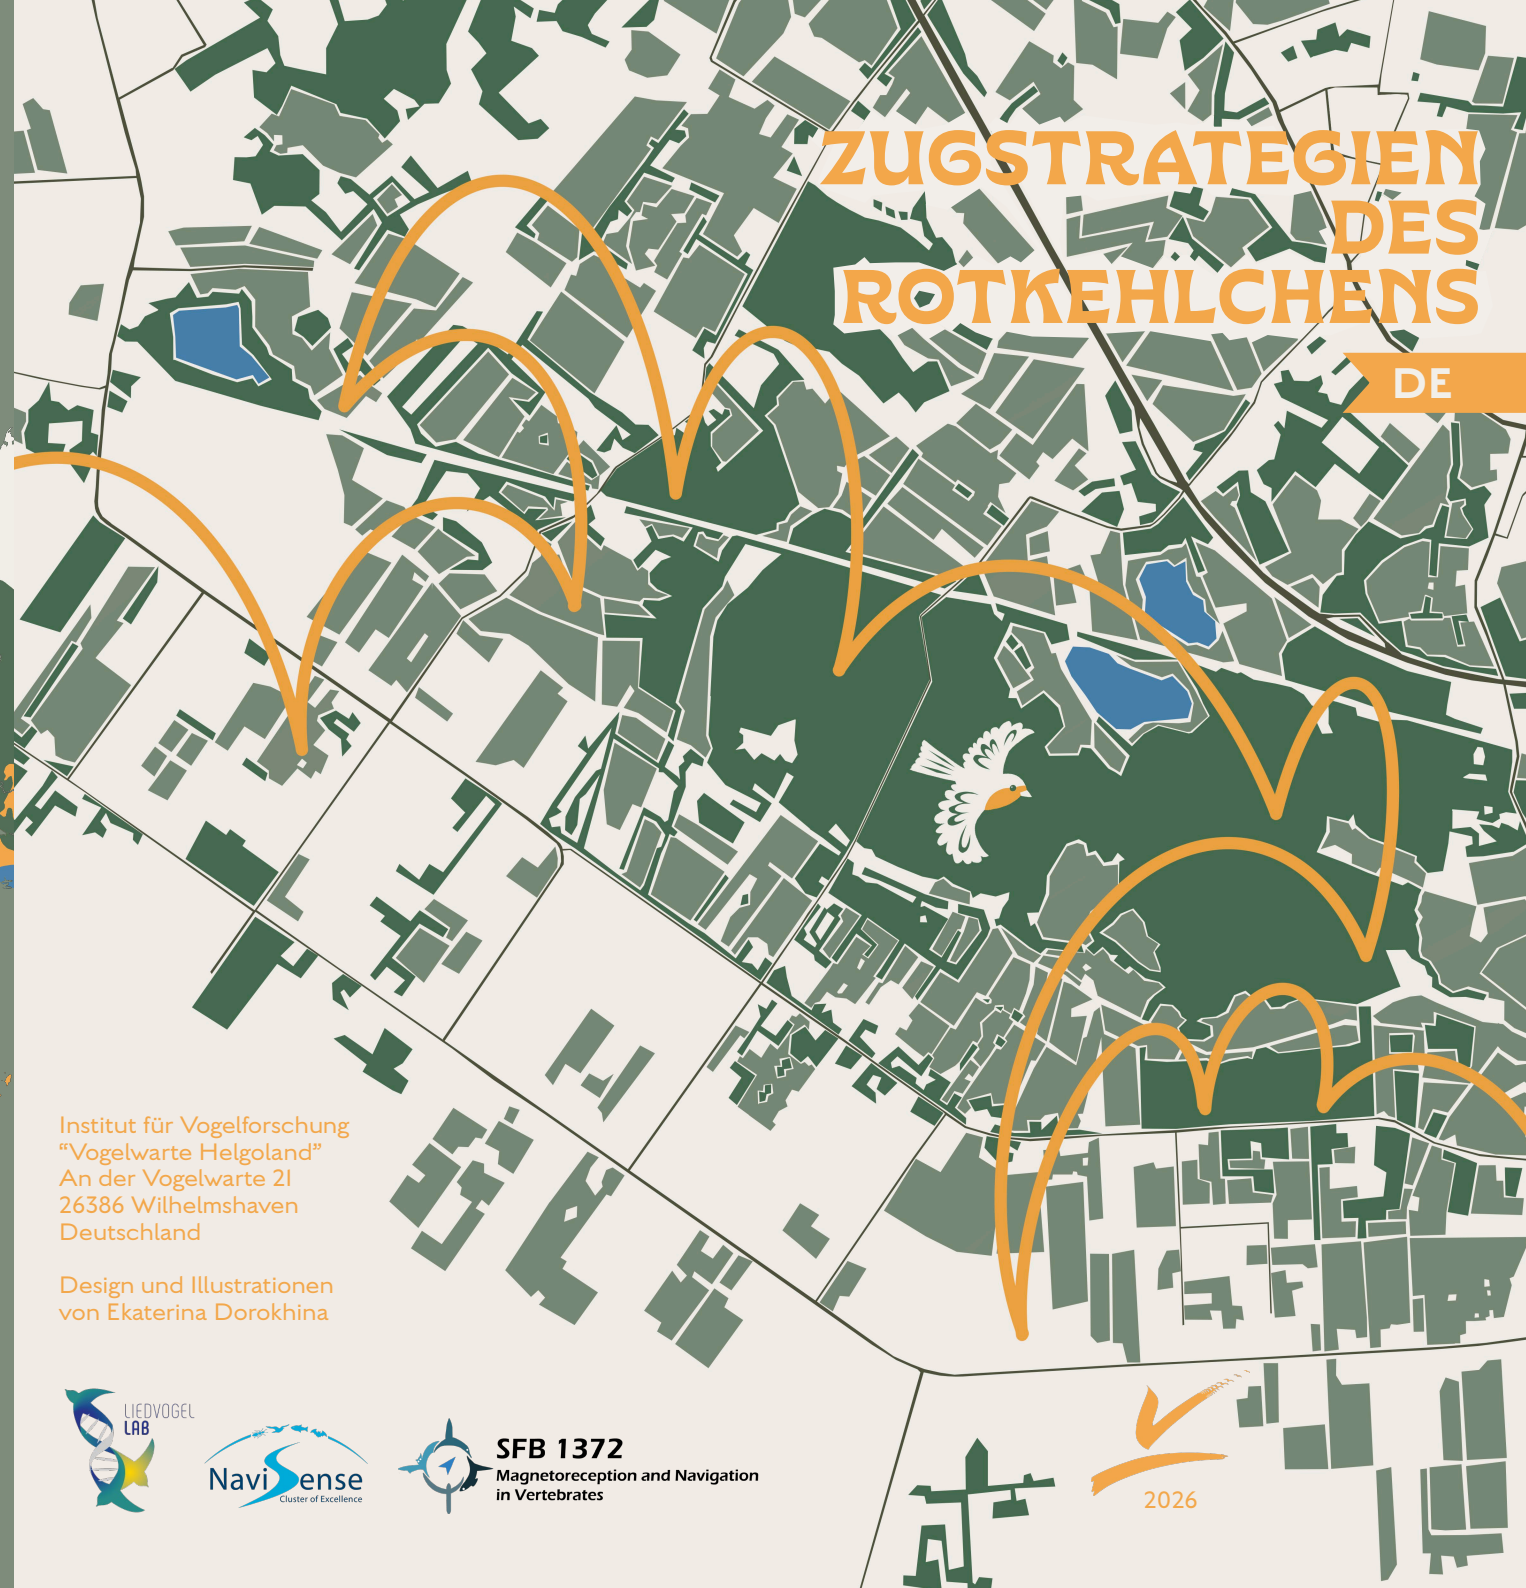 ZUGSTRATEGIEN
DES
ROTKEHLCHENS
DE
Institut für Vogelforschung
“Vogelwarte Helgoland”
An der Vogelwarte 21
26386 Wilhelmshaven
Deutschland
Design und Illustrationen
von Ekaterina Dorokhina
LIEDVOGEL
LAB
NaviSense
Cluster of Excellence
SFB 1372
Magnetoreception and Navigation
in Vertebrates
2026